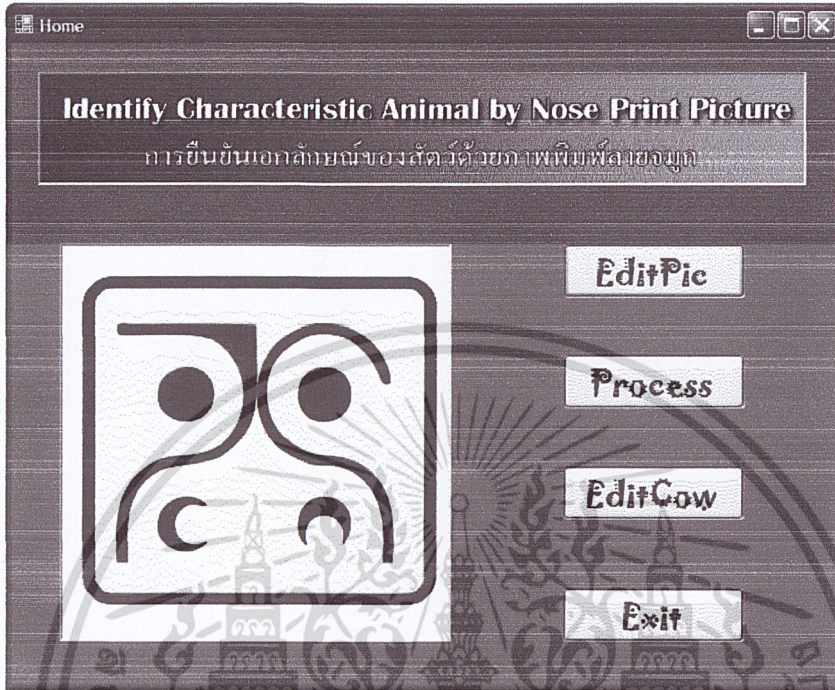 Home
Identify Characteristic Animal by Nose Print Picture
การยืนยันเอกลักษณ์ของสัตว์ด้วยภาพพิมพ์ลายจมูก
EditPic
Process
EditCow
Exit